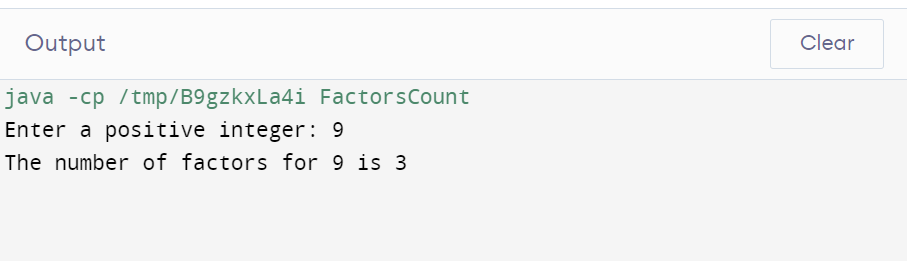 Output
Clear
java -cp /tmp/B9gzkxLa4i FactorsCount
Enter a positive integer: 9
The number of factors for 9 is 3